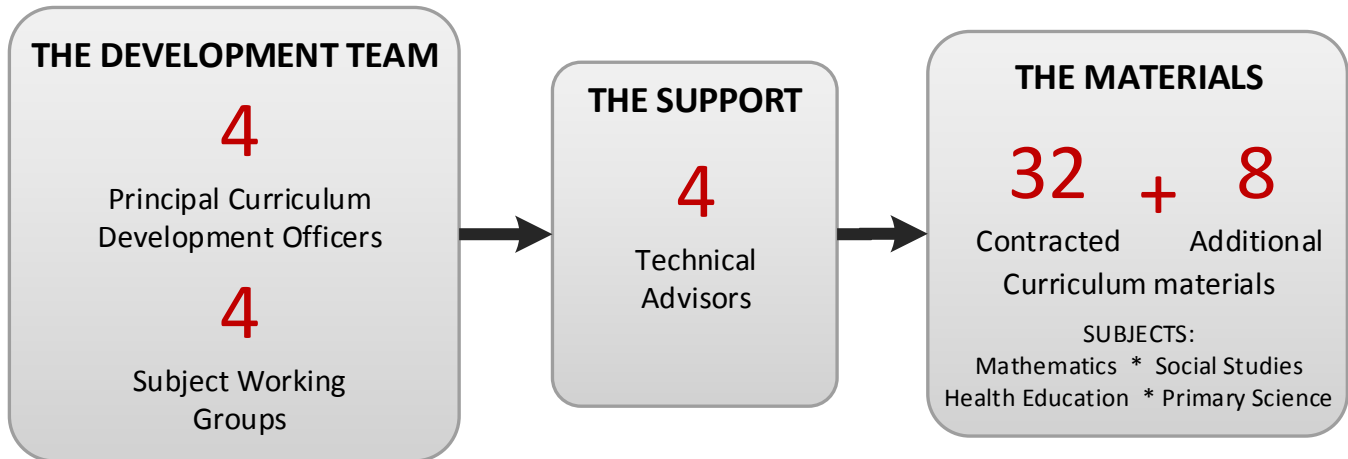 THE DEVELOPMENT TEAM
4
Principal Curriculum
Development Officers
4
Subject Working
Groups
THE SUPPORT
4
Technical
Advisors
THE MATERIALS
32 + 8
Contracted Additional
Curriculum materials
SUBJECTS:
Mathematics * Social Studies
Health Education * Primary Science